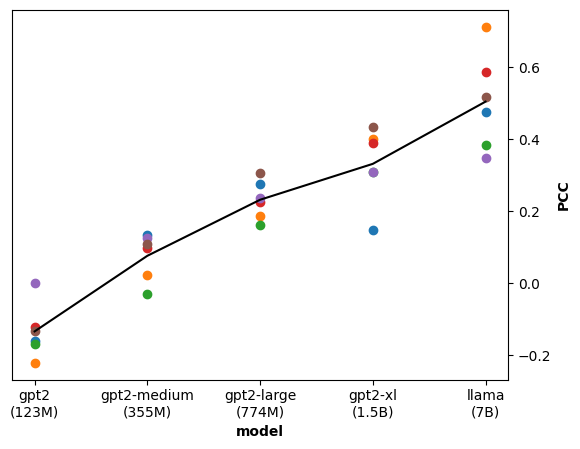 0.6
0.4
0.2
0.0
−0.2
PCC
gpt2 gpt2-medium gpt2-large gpt2-xl llama
(123M) (355M) (774M) (1.5B) (7B)
model